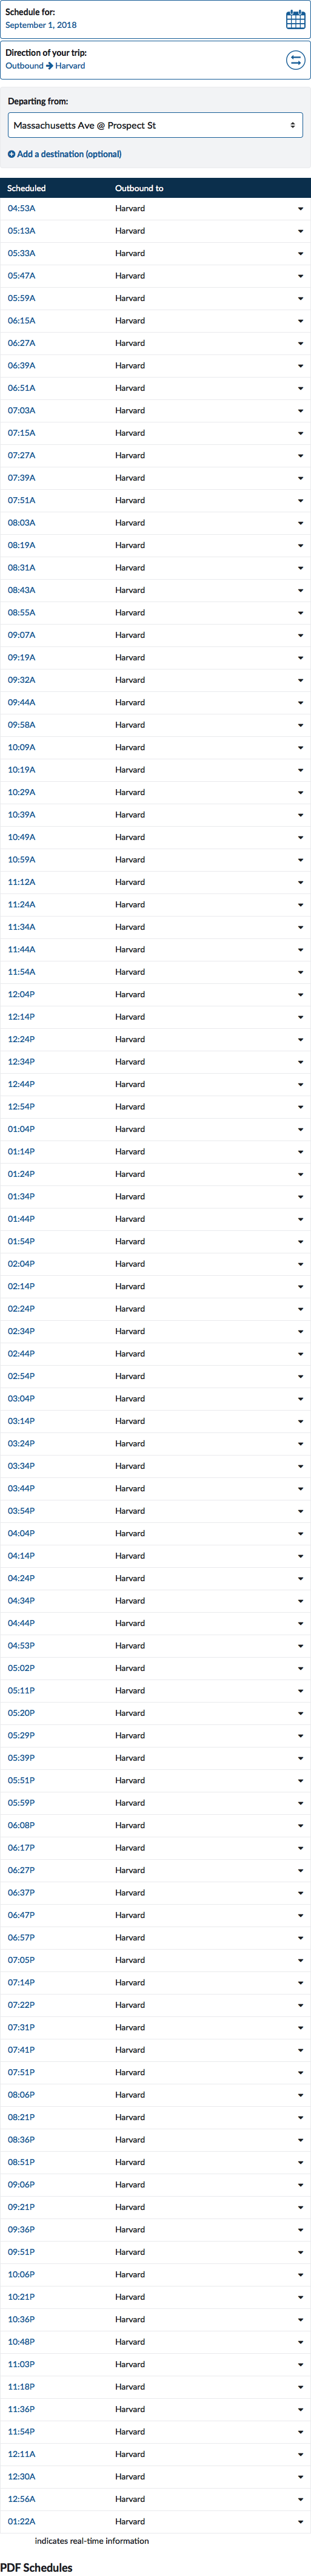 Schedule for:
September 1, 2018
Direction of your trip:
Outbound → Harvard
Departing from:
Massachusetts Ave @ Prospect St
Add a destination (optional)
Scheduled Outbound to
04:53A Harvard
05:13A Harvard
05:33A Harvard
05:47A Harvard
05:59A Harvard
06:15A Harvard
06:27A Harvard
06:39A Harvard
06:51A Harvard
07:03A Harvard
07:15A Harvard
07:27A Harvard
07:39A Harvard
07:51A Harvard
08:03A Harvard
08:19A Harvard
08:31A Harvard
08:43A Harvard
08:55A Harvard
09:07A Harvard
09:19A Harvard
09:32A Harvard
09:44A Harvard
09:58A Harvard
10:09A Harvard
10:19A Harvard
10:29A Harvard
10:39A Harvard
10:49A Harvard
10:59A Harvard
11:12A Harvard
11:24A Harvard
11:34A Harvard
11:44A Harvard
11:54A Harvard
12:04P Harvard
12:14P Harvard
12:24P Harvard
12:34P Harvard
12:44P Harvard
12:54P Harvard
01:04P Harvard
01:14P Harvard
01:24P Harvard
01:34P Harvard
01:44P Harvard
01:54P Harvard
02:04P Harvard
02:14P Harvard
02:24P Harvard
02:34P Harvard
02:44P Harvard
02:54P Harvard
03:04P Harvard
03:14P Harvard
03:24P Harvard
03:34P Harvard
03:44P Harvard
03:54P Harvard
04:04P Harvard
04:14P Harvard
04:24P Harvard
04:34P Harvard
04:44P Harvard
04:53P Harvard
05:02P Harvard
05:11P Harvard
05:20P Harvard
05:29P Harvard
05:39P Harvard
05:51P Harvard
05:59P Harvard
06:08P Harvard
06:17P Harvard
06:27P Harvard
06:37P Harvard
06:47P Harvard
06:57P Harvard
07:05P Harvard
07:14P Harvard
07:22P Harvard
07:31P Harvard
07:41P Harvard
07:51P Harvard
08:06P Harvard
08:21P Harvard
08:36P Harvard
08:51P Harvard
09:06P Harvard
09:21P Harvard
09:36P Harvard
09:51P Harvard
10:06P Harvard
10:21P Harvard
10:36P Harvard
10:48P Harvard
11:03P Harvard
11:18P Harvard
11:36P Harvard
11:54P Harvard
12:11A Harvard
12:30A Harvard
12:56A Harvard
01:22A Harvard
indicates real-time information
PDF Schedules